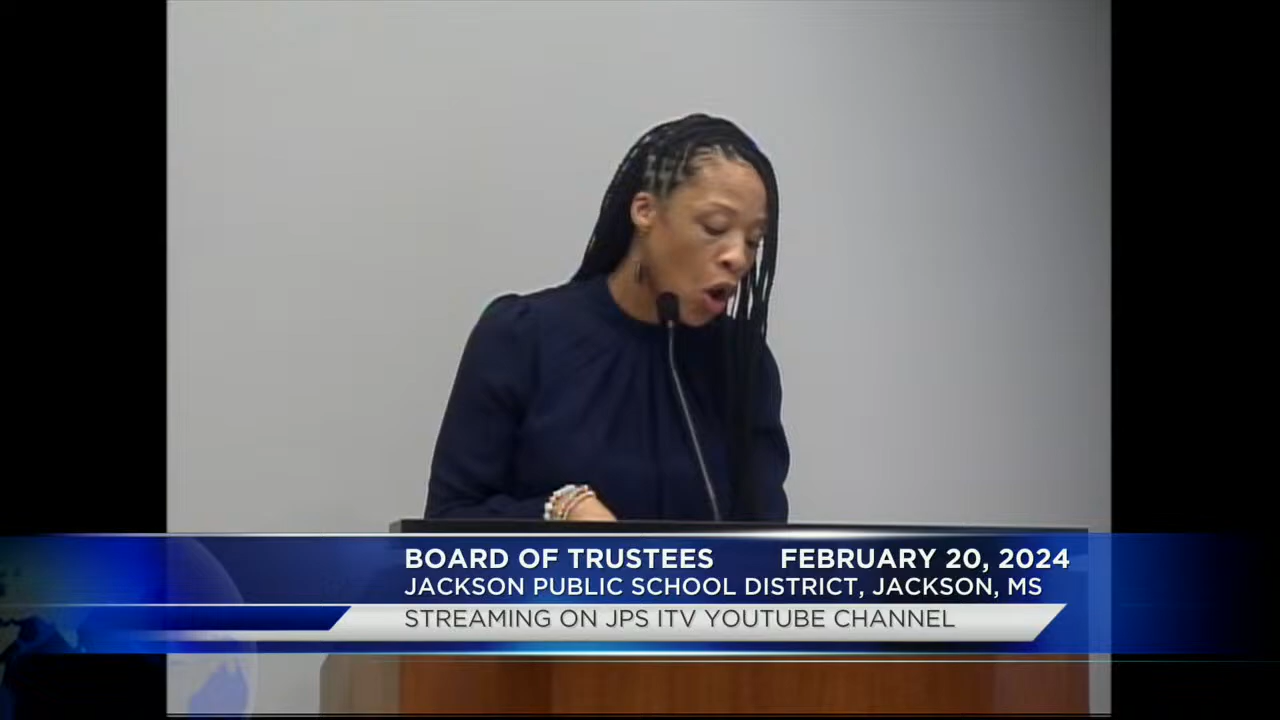 BOARD OF TRUSTEES FEBRUARY 20, 2024
JACKSON PUBLIC SCHOOL DISTRICT, JACKSON, MS
STREAMING ON JPS ITV YOUTUBE CHANNEL